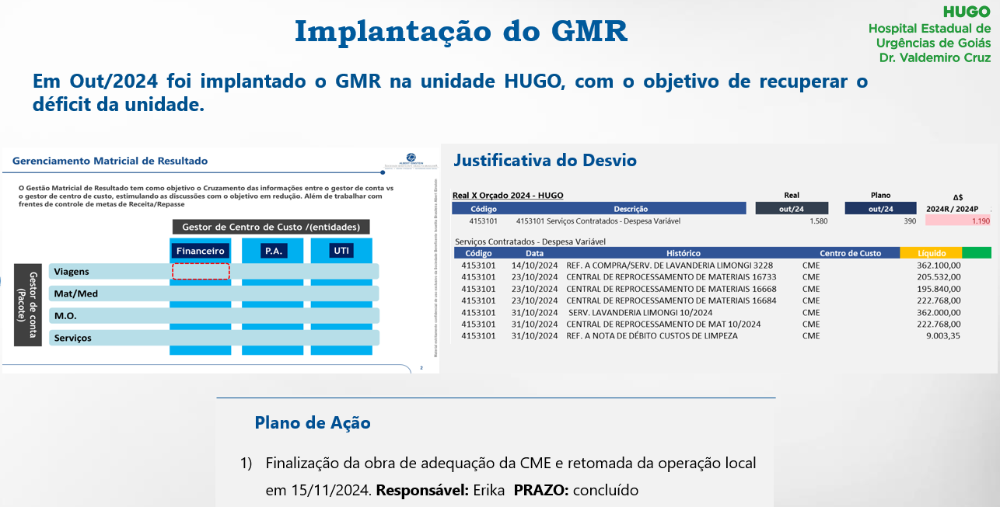 Implantação do GMR
HUGO
Hospital Estadual de
Urgências de Goiás
Dr. Valdemiro Cruz
Em Out/2024 foi implantado o GMR na unidade HUGO, com o objetivo de recuperar o
déficit da unidade.
Gerenciamento Matricial de Resultado
ALBERT EINSTEIN
O Gestão Matricial de Resultado tem como objetivo o Cruzamento das informações entre o gestor de conta vs
o gestor de centro de custo, estimulando as discussões com o objetivo em redução. Além de trabalhar com
frentes de controle de metas de Receita/Repasse
Gestor de Centro de Custo /(entidades)
Financeiro P.A. UTI
Gestor de conta
(Pacote)
Viagens
Mat/Med
M.O.
Serviços
2
Justificativa do Desvio
Real X Orçado 2024 - HUGO Real Plano Δ$
Código Descrição out/24 out/24 2024R / 2024P
4153101 4153101 Serviços Contratados - Despesa Variável 1.580 390 1.190
Serviços Contratados - Despesa Variável
Código Data Histórico Centro de Custo Líquido
4153101 14/10/2024 REF. A COMPRA/SERV. DE LAVANDERIA LIMONGI 3228 CME 362.100,00
4153101 23/10/2024 CENTRAL DE REPROCESSAMENTO DE MATERIAIS 16733 CME 205.532,00
4153101 23/10/2024 CENTRAL DE REPROCESSAMENTO DE MATERIAIS 16668 CME 195.840,00
4153101 23/10/2024 CENTRAL DE REPROCESSAMENTO DE MATERIAIS 16684 CME 222.768,00
4153101 31/10/2024 SERV. LAVANDERIA LIMONGI 10/2024 CME 362.000,00
4153101 31/10/2024 CENTRAL DE REPROCESSAMENTO DE MAT 10/2024 CME 222.768,00
4153101 31/10/2024 REF. A NOTA DE DÉBITO CUSTOS DE LIMPEZA CME 9.003,35
Plano de Ação
1) Finalização da obra de adequação da CME e retomada da operação local
em 15/11/2024. Responsável: Erika PRAZO: concluído